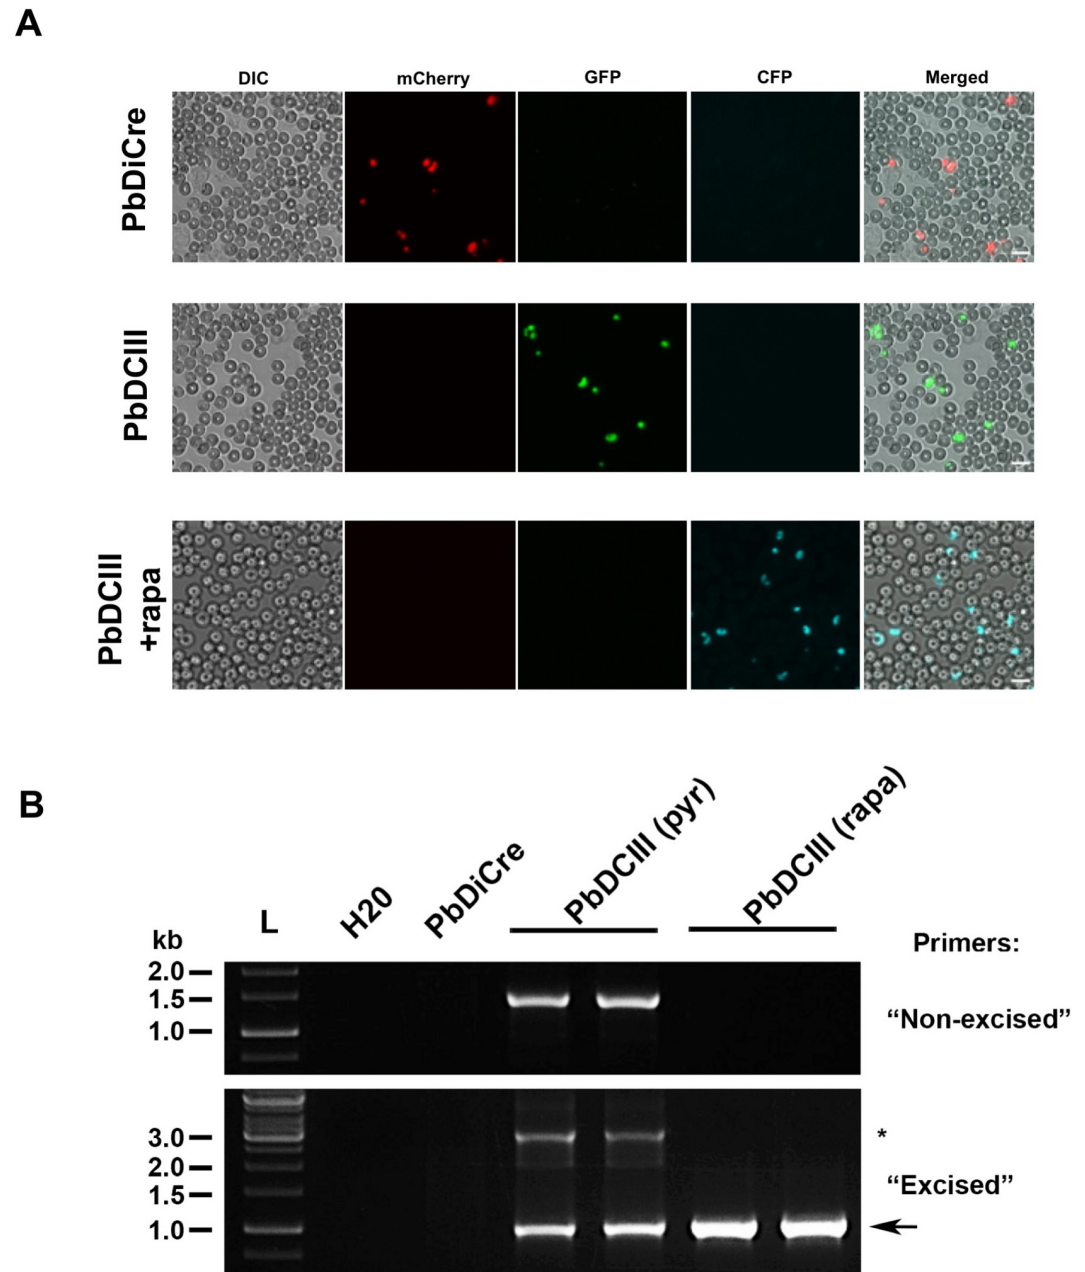 A
DIC mCherry GFP CFP Merged
PbDiCre
PbDCIII
PbDCIII
+rapa
B
L H20 PbDiCre PbDCIII (pyr) PbDCIII (rapa)
kb
Primers:
2.0
1.5
1.0
“Non-excised”
3.0
*
2.0
“Excised”
1.5
1.0